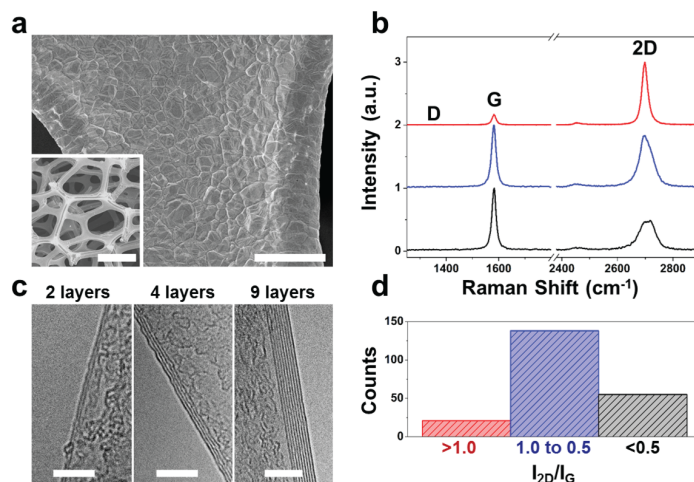 a
b
2D
3
D
G
2
1
0
Intensity (a.u.)
1400
1600
2400
2600
2800
Raman Shift (cm⁻¹)
c
2 layers
4 layers
9 layers
d
150
100
50
0
Counts
>1.0
1.0 to 0.5
<0.5
I₂D/IG